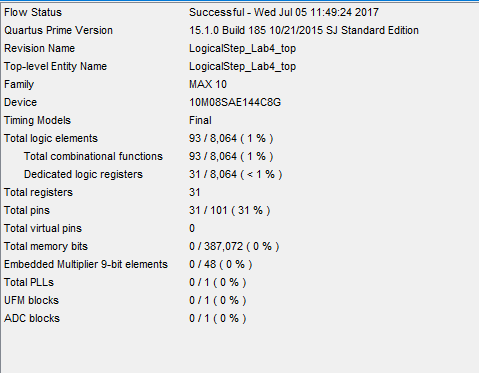 Flow Status Successful - Wed Jul 05 11:49:24 2017
Quartus Prime Version 15.1.0 Build 185 10/21/2015 SJ Standard Edition
Revision Name LogicalStep_Lab4_top
Top-level Entity Name LogicalStep_Lab4_top
Family MAX 10
Device 10M08SAE144C8G
Timing Models Final
Total logic elements 93 / 8,064 ( 1 % )
Total combinational functions 93 / 8,064 ( 1 % )
Dedicated logic registers 31 / 8,064 ( < 1 % )
Total registers 31
Total pins 31 / 101 ( 31 % )
Total virtual pins 0
Total memory bits 0 / 387,072 ( 0 % )
Embedded Multiplier 9-bit elements 0 / 48 ( 0 % )
Total PLLs 0 / 1 ( 0 % )
UFM blocks 0 / 1 ( 0 % )
ADC blocks 0 / 1 ( 0 % )